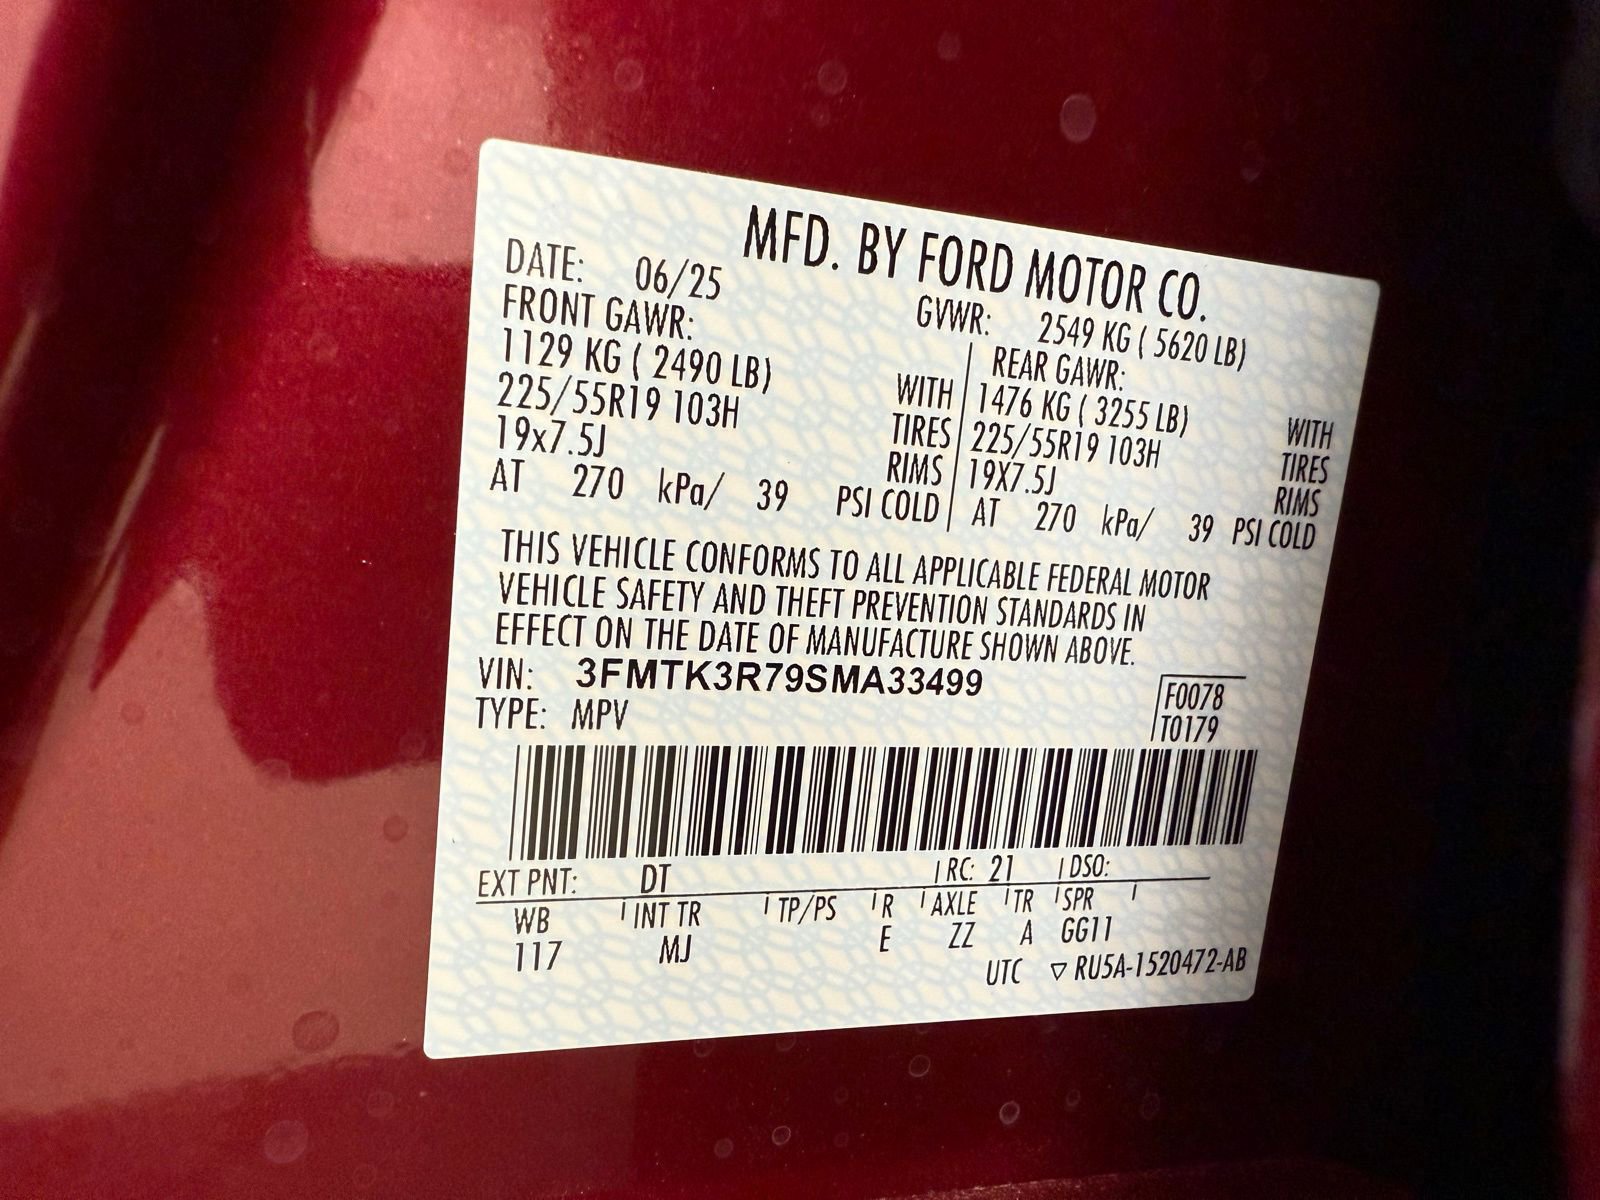 MFD. BY FORD MOTOR CO.
DATE: 06/25 GVWR: 2549 KG ( 5620 LB)
FRONT GAWR: REAR GAWR:
1129 KG ( 2490 LB) WITH 1476 KG ( 3255 LB) WITH
225/55R19 103H TIRES 225/55R19 103H TIRES
19x7.5J RIMS 19X7.5J RIMS
AT 270 kPa/ 39 PSI COLD AT 270 kPa/ 39 PSI COLD
THIS VEHICLE CONFORMS TO ALL APPLICABLE FEDERAL MOTOR
VEHICLE SAFETY AND THEFT PREVENTION STANDARDS IN
EFFECT ON THE DATE OF MANUFACTURE SHOWN ABOVE.
VIN: 3FMTK3R79SMA33499
TYPE: MPV
F0078
T0179
EXT PNT: DT RC: 21 DSO:
WB INT TR TP/PS R AXLE TR SPR
117 MJ E ZZ A GG11
UTC ▽ RU5A-1520472-AB